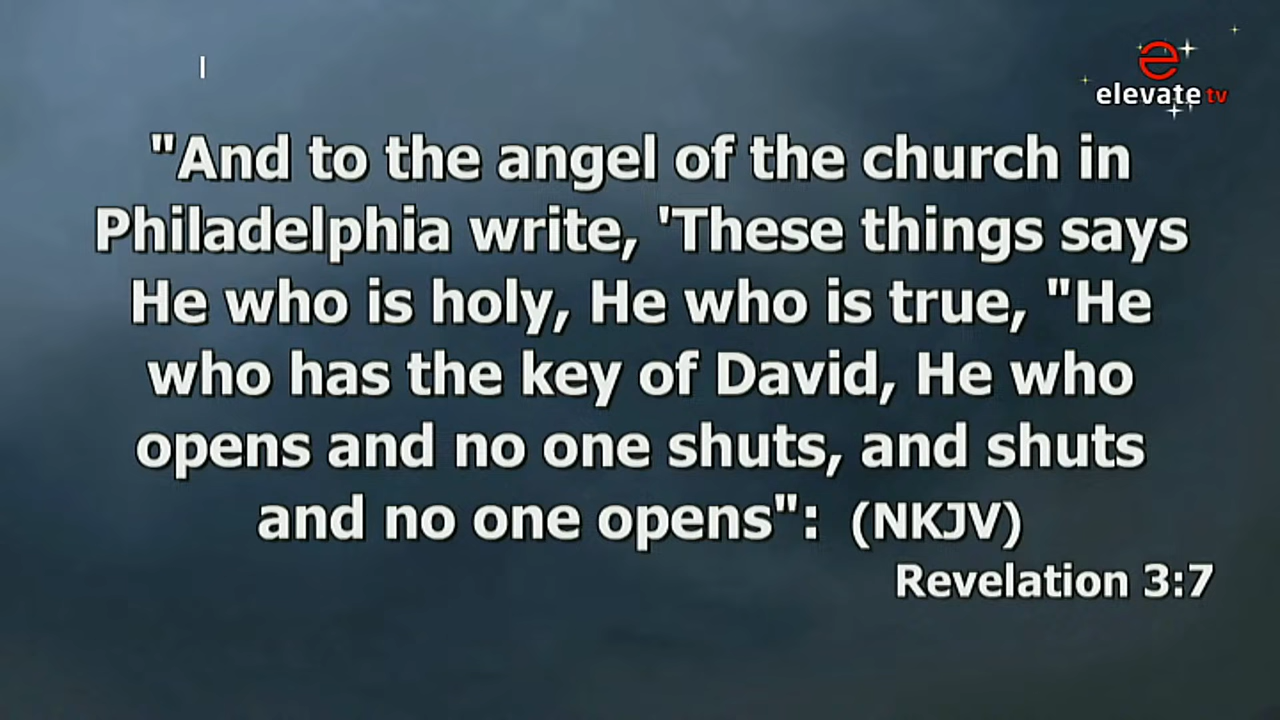 e
elevate tv
"And to the angel of the church in
Philadelphia write, 'These things says
He who is holy, He who is true, "He
who has the key of David, He who
opens and no one shuts, and shuts
and no one opens": (NKJV)
Revelation 3:7